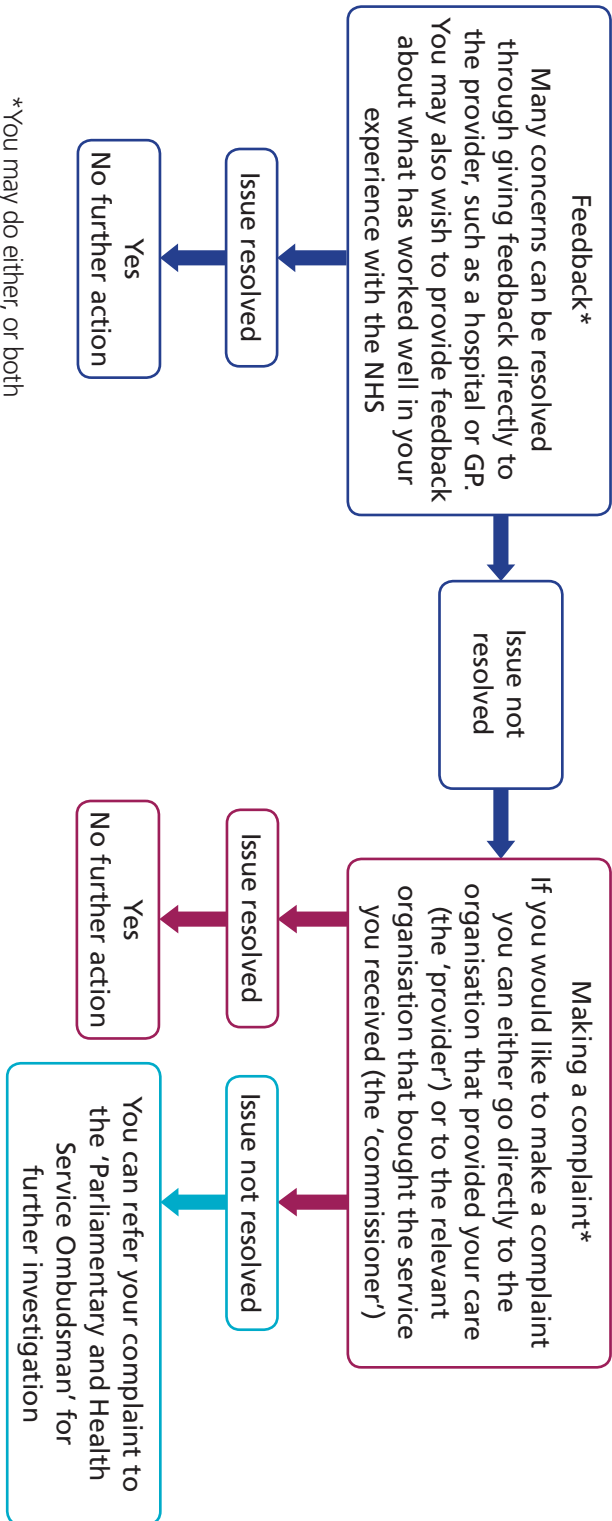 Feedback*
Many concerns can be resolved
through giving feedback directly to
the provider, such as a hospital or GP.
You may also wish to provide feedback
about what has worked well in your
experience with the NHS
Issue resolved
Yes
No further action
Issue not
resolved
Making a complaint*
If you would like to make a complaint
you can either go directly to the
organisation that provided your care
(the ‘provider’) or to the relevant
organisation that bought the service
you received (the ‘commissioner’)
Issue resolved
Yes
No further action
Issue not resolved
You can refer your complaint to
the ‘Parliamentary and Health
Service Ombudsman’ for
further investigation
*You may do either, or both